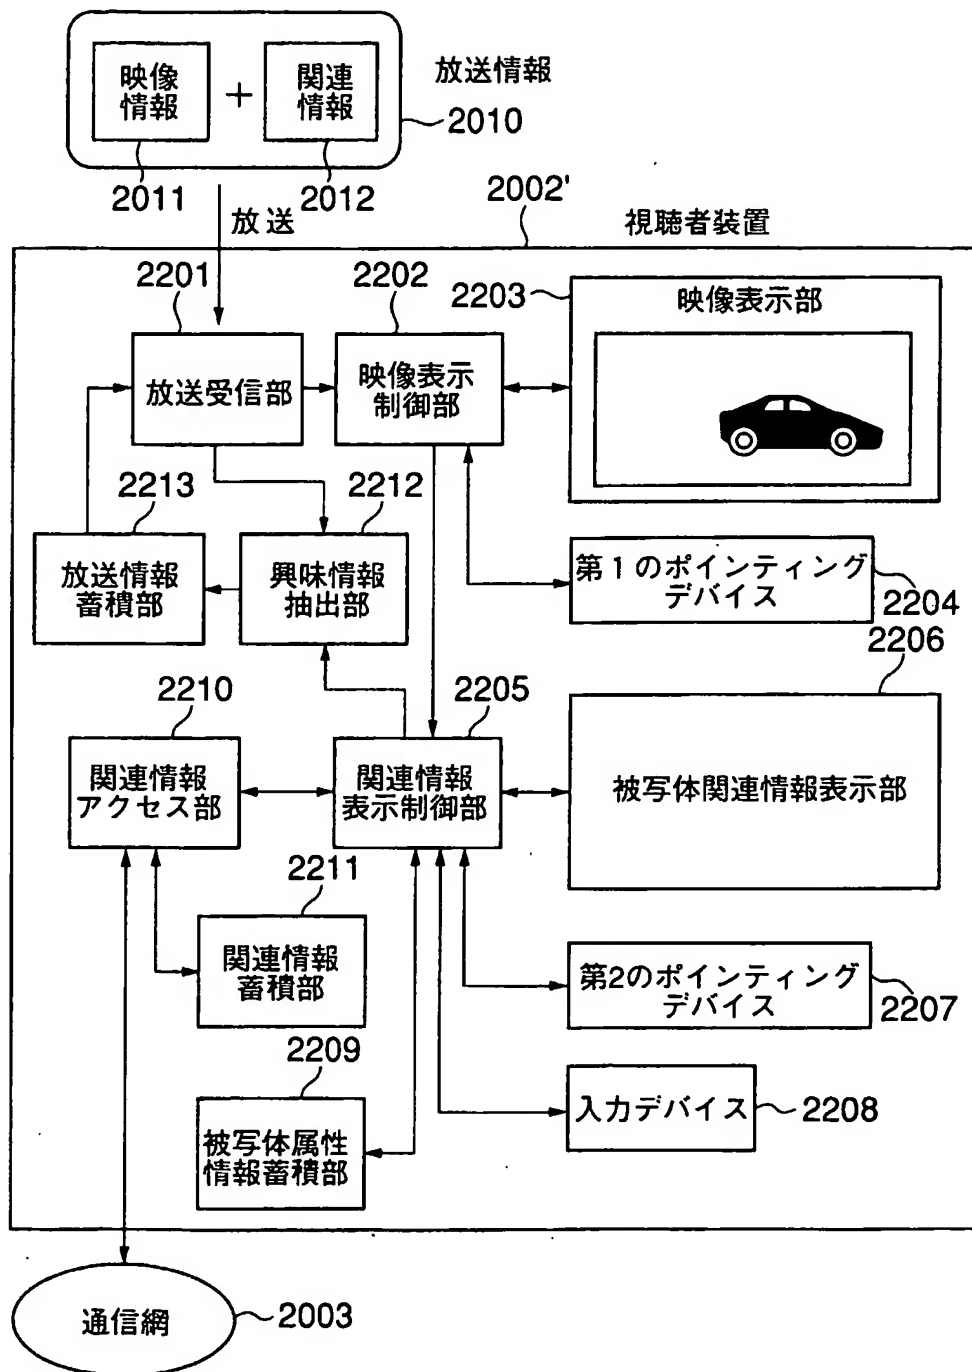 映像
情報
+
関連
情報
放送情報
2010
2011
2012
放送
2002'
視聴者装置
2201
2202
2203
映像表示部
放送受信部
映像表示
制御部
2213
2212
放送情報
蓄積部
興味情報
抽出部
第1のポインティング
デバイス
2204
2206
2210
2205
関連情報
アクセス部
関連情報
表示制御部
被写体関連情報表示部
2211
関連情報
蓄積部
第2のポインティング
デバイス
2207
2209
被写体属性
情報蓄積部
入力デバイス
2208
通信網
2003